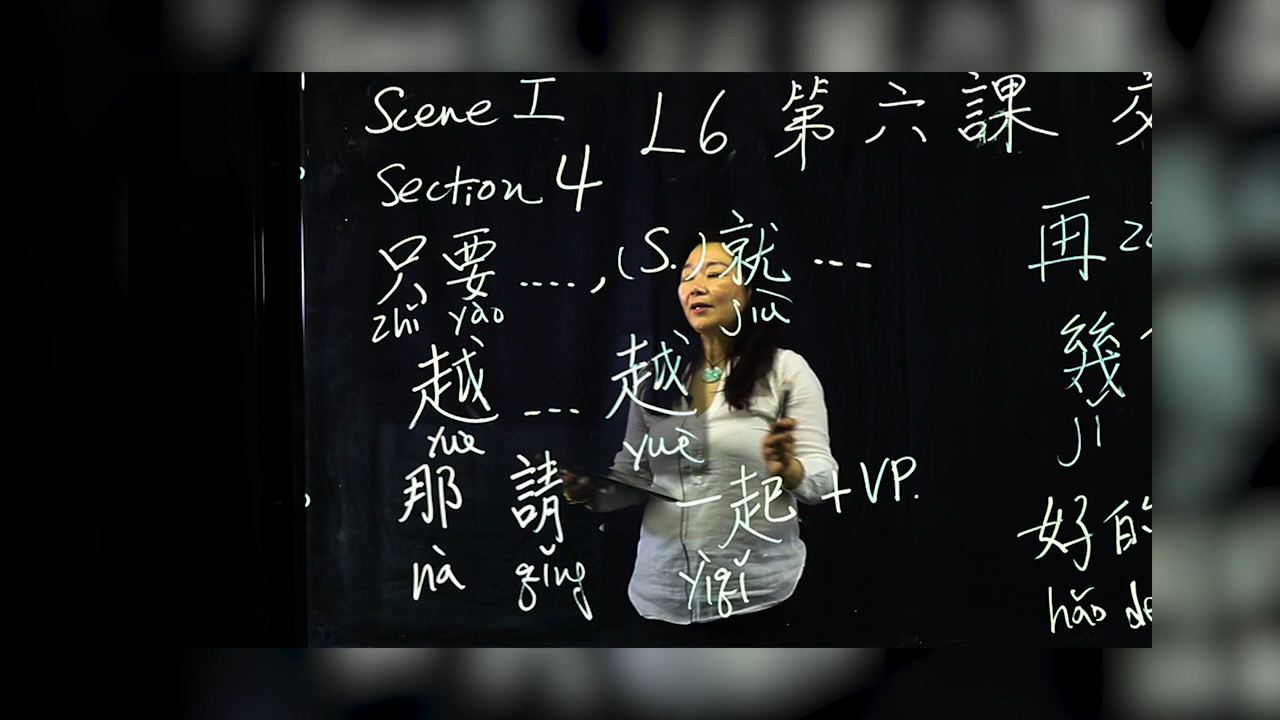 Scene I
L6 第六課
Section 4
只要 ...., (S.) 就 ...
zhǐ yào jiù
越 ... 越
yuè yuè
那 請 一起 + VP.
nà qǐng yìqǐ
再
幾
jǐ
好的
hǎo de